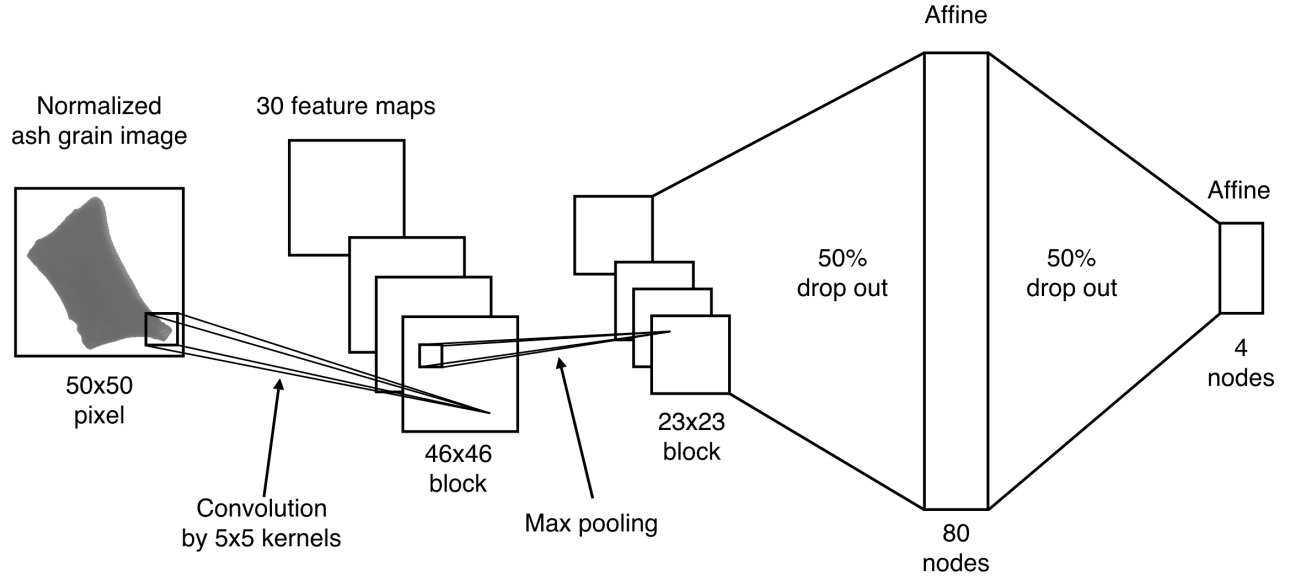 Normalized
ash grain image
50x50
pixel
Convolution
by 5x5 kernels
30 feature maps
46x46
block
Max pooling
23x23
block
50%
drop out
Affine
80
nodes
50%
drop out
Affine
4
nodes